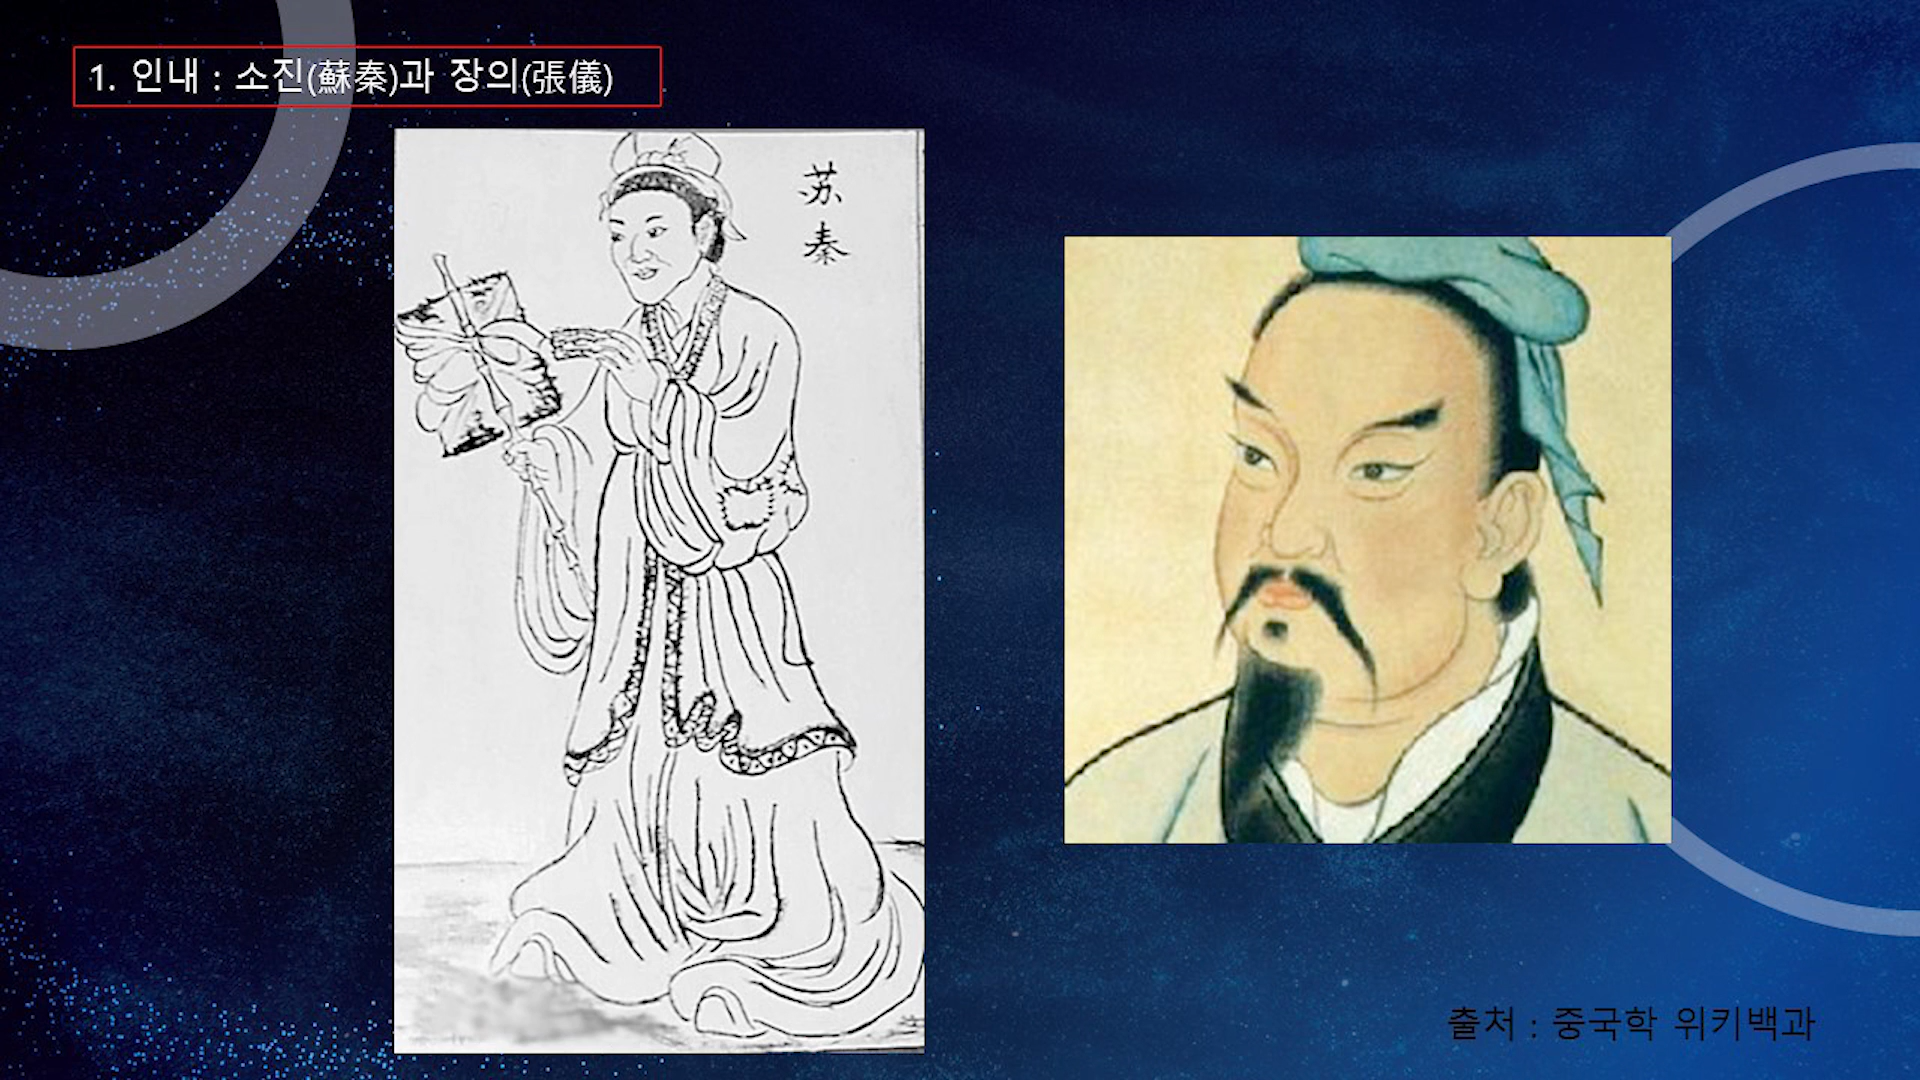 1. 인내 : 소진(蘇秦)과 장의(張儀)
苏秦
출처 : 중국학 위키백과